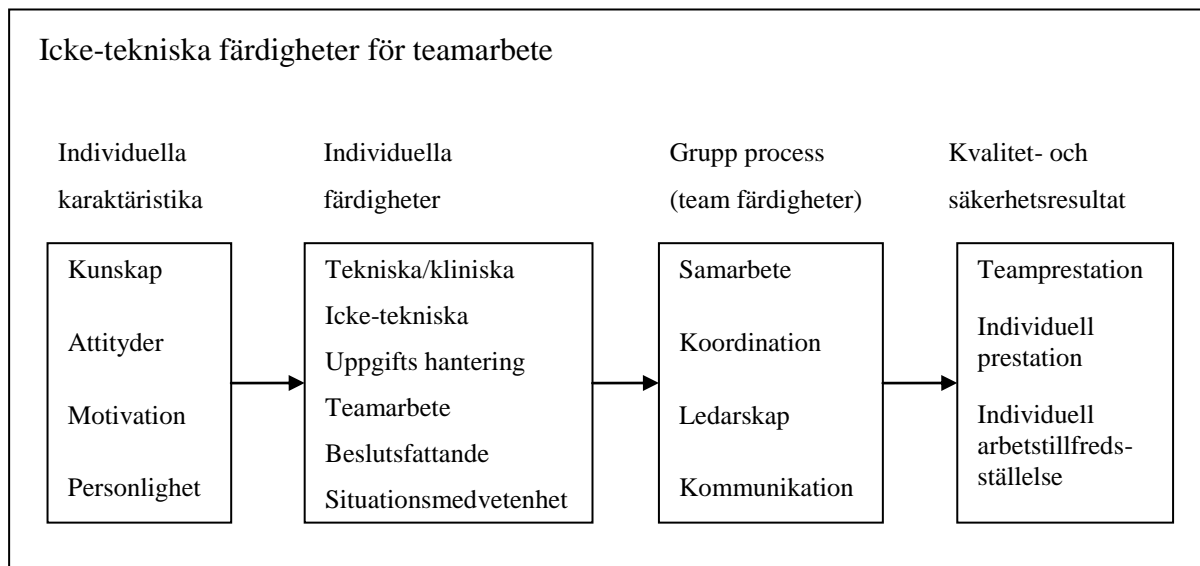 Icke-tekniska färdigheter för teamarbete
Individuella
karaktäristika
Kunskap
Attityder
Motivation
Personlighet
Individuella
färdigheter
Tekniska/kliniska
Icke-tekniska
Uppgifts hantering
Teamarbete
Beslutsfattande
Situationsmedvetenhet
Grupp process
(team färdigheter)
Samarbete
Koordination
Ledarskap
Kommunikation
Kvalitet- och
säkerhetsresultat
Teamprestation
Individuell
prestation
Individuell
arbetstillfreds-
ställelse